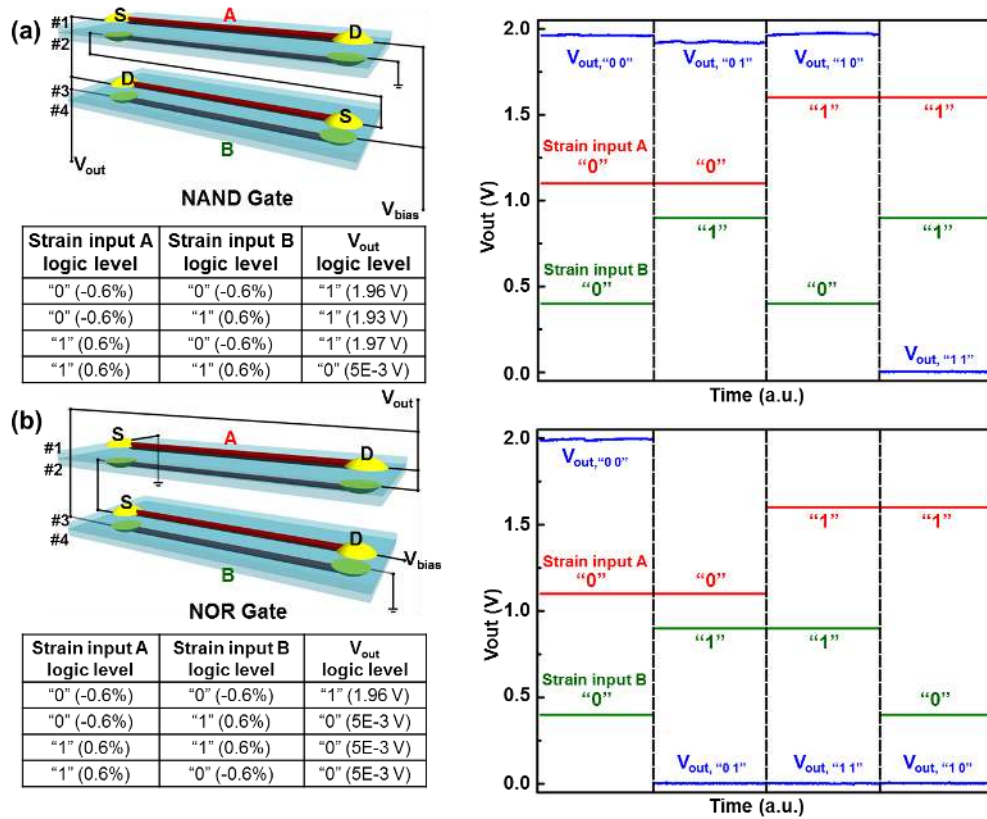 (a)
#1
#2
#3
#4
S
A
D
D
S
B
Vout
NAND Gate
Vbias
Strain input A logic level
Strain input B logic level
Vout logic level
“0” (-0.6%) “0” (-0.6%) “1” (1.96 V)
“0” (-0.6%) “1” (0.6%) “1” (1.93 V)
“1” (0.6%) “0” (-0.6%) “1” (1.97 V)
“1” (0.6%) “1” (0.6%) “0” (5E-3 V)
Vout (V)
2.0
1.5
1.0
0.5
0.0
Vout, “0 0” Vout, “0 1” Vout, “1 0”
“1” “1”
Strain input A
“0” “0”
“1” “1”
Strain input B
“0” “0”
Vout, “1 1”
Time (a.u.)
(b)
Vout
#1
#2
#3
#4
S
A
D
S
D
Vbias
B
NOR Gate
Strain input A logic level
Strain input B logic level
Vout logic level
“0” (-0.6%) “0” (-0.6%) “1” (1.96 V)
“0” (-0.6%) “1” (0.6%) “0” (5E-3 V)
“1” (0.6%) “1” (0.6%) “0” (5E-3 V)
“1” (0.6%) “0” (-0.6%) “0” (5E-3 V)
Vout (V)
2.0
1.5
1.0
0.5
0.0
Vout, “0 0”
“1” “1”
Strain input A
“0” “0”
“1” “1”
Strain input B
“0” “0”
Vout, “0 1” Vout, “1 1” Vout, “1 0”
Time (a.u.)